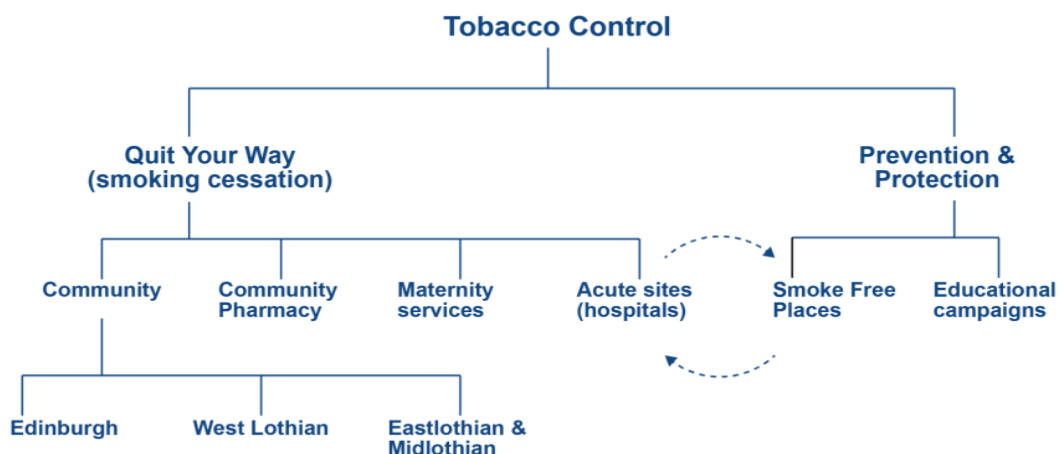 Tobacco Control
Quit Your Way
(smoking cessation)
Prevention &
Protection
Community
Community
Pharmacy
Maternity
services
Acute sites
(hospitals)
Smoke Free
Places
Educational
campaigns
Edinburgh
West Lothian
Eastlothian &
Midlothian